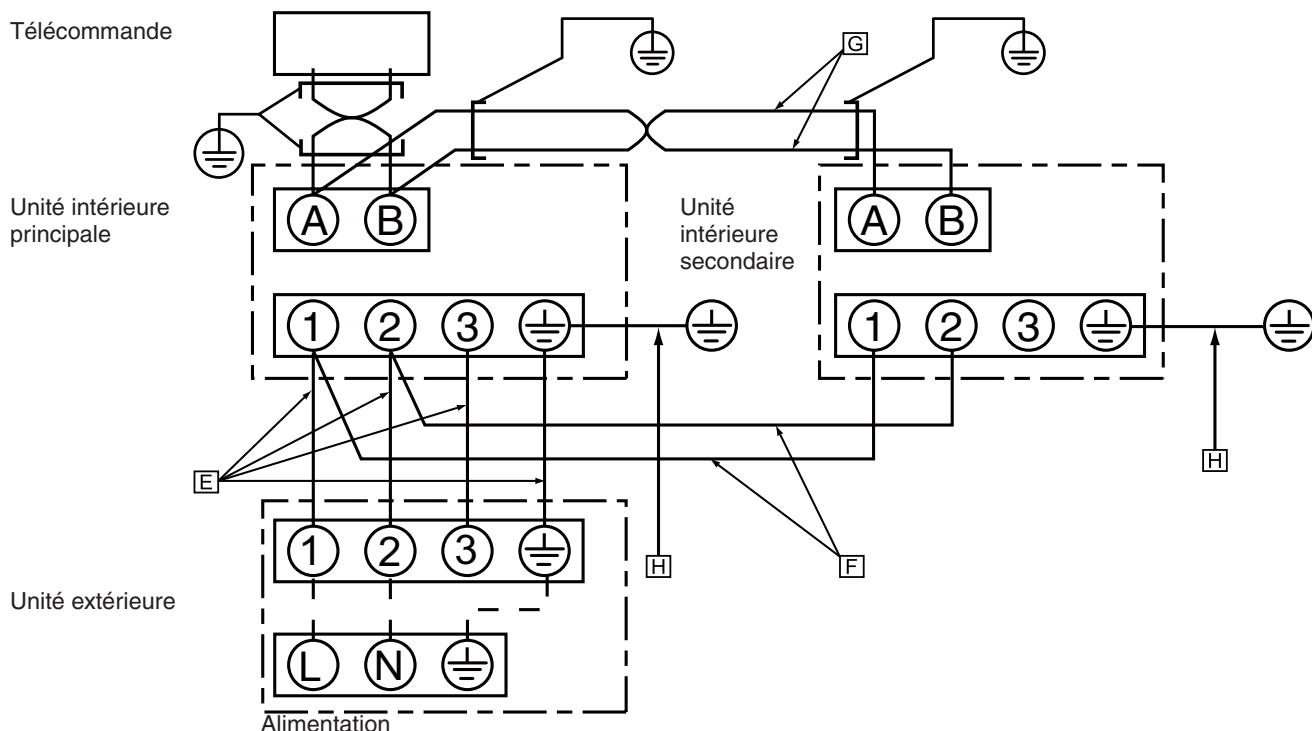 Télécommande
G
Unité intérieure
principale
A B
Unité
intérieure
secondaire
A B
1 2 3
1 2 3
E
H
H
F
1 2 3
Unité extérieure
L N
Alimentation